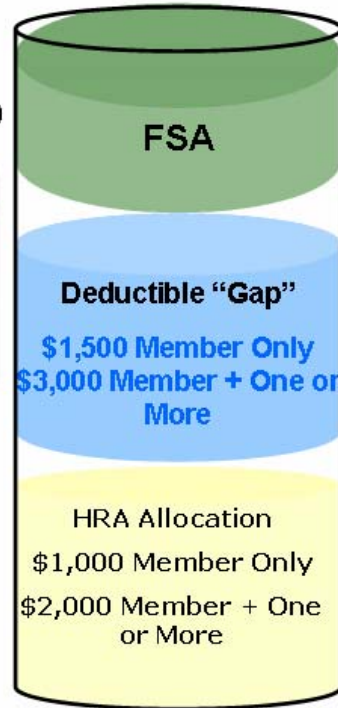 FSA
Deductible “Gap”
$1,500 Member Only
$3,000 Member + One or
More
HRA Allocation
$1,000 Member Only
$2,000 Member + One
or More